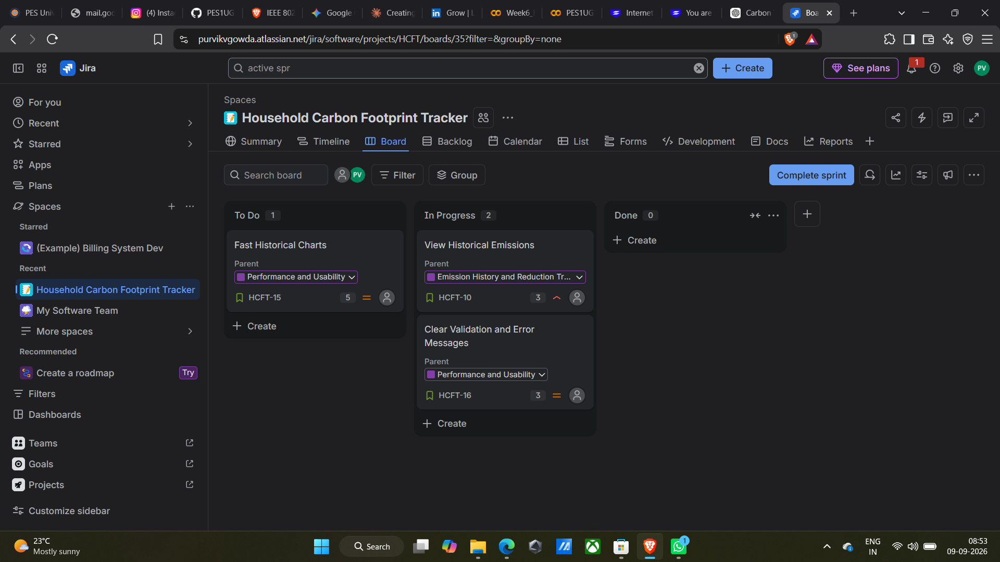 PES Univ
mail.goo
(4) Insta
PES1UG
IEEE 802
Google
Creating
Grow | L
Week6_
PES1UG
Internet
You are
Carbon
Boa
purvikvgowda.atlassian.net/jira/software/projects/HCFT/boards/35?filter=&groupBy=none
1
Jira
active spr
Create
See plans
1
PV
For you
Recent
Starred
Apps
Plans
Spaces
Starred
(Example) Billing System Dev
Recent
Household Carbon Footprint Tracker
My Software Team
More spaces
Recommended
Create a roadmap
Try
Filters
Dashboards
Teams
Goals
Projects
Customize sidebar
Spaces
Household Carbon Footprint Tracker
Summary
Timeline
Board
Backlog
Calendar
List
Forms
Development
Docs
Reports
Search board
PV
Filter
Group
Complete sprint
To Do 1
Fast Historical Charts
Parent
Performance and Usability
HCFT-15
5
Create
In Progress 2
View Historical Emissions
Parent
Emission History and Reduction Tr...
HCFT-10
3
Clear Validation and Error
Messages
Parent
Performance and Usability
HCFT-16
3
Create
Done 0
Create
23°C
Mostly sunny
Search
1
ENG
IN
08:53
09-09-2026